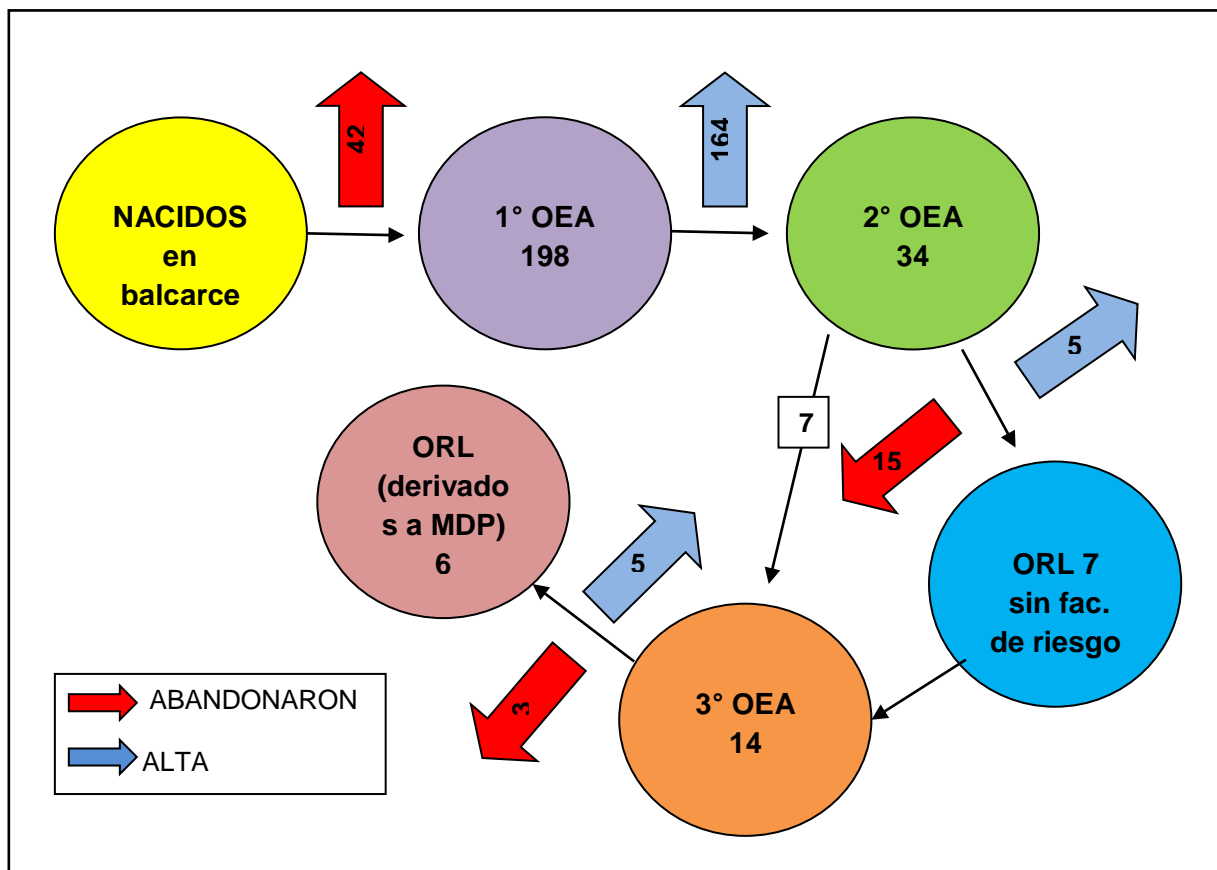 42
164
NACIDOS
en
balcarce
1° OEA
198
2° OEA
34
5
7
15
ORL
(derivado
s a MDP)
6
5
ORL 7
sin fac.
de riesgo
3
3° OEA
14
ABANDONARON
ALTA